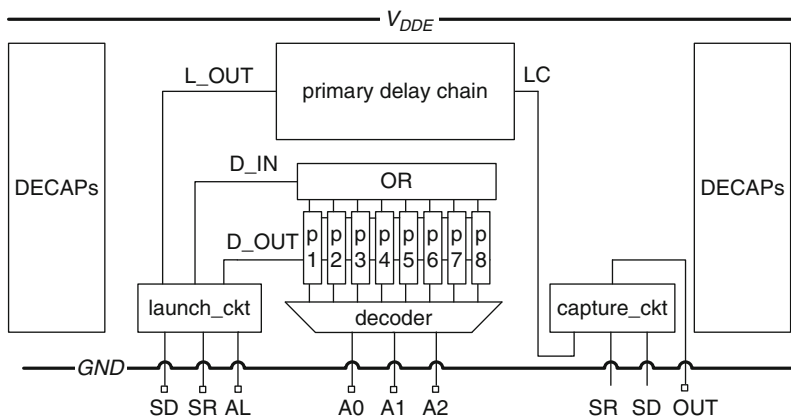 V_DDE
L_OUT
LC
primary delay chain
DECAPs
DECAPs
D_IN
OR
D_OUT
p p p p p p p p
1 2 3 4 5 6 7 8
launch_ckt
decoder
capture_ckt
GND
SD SR AL A0 A1 A2 SR SD OUT